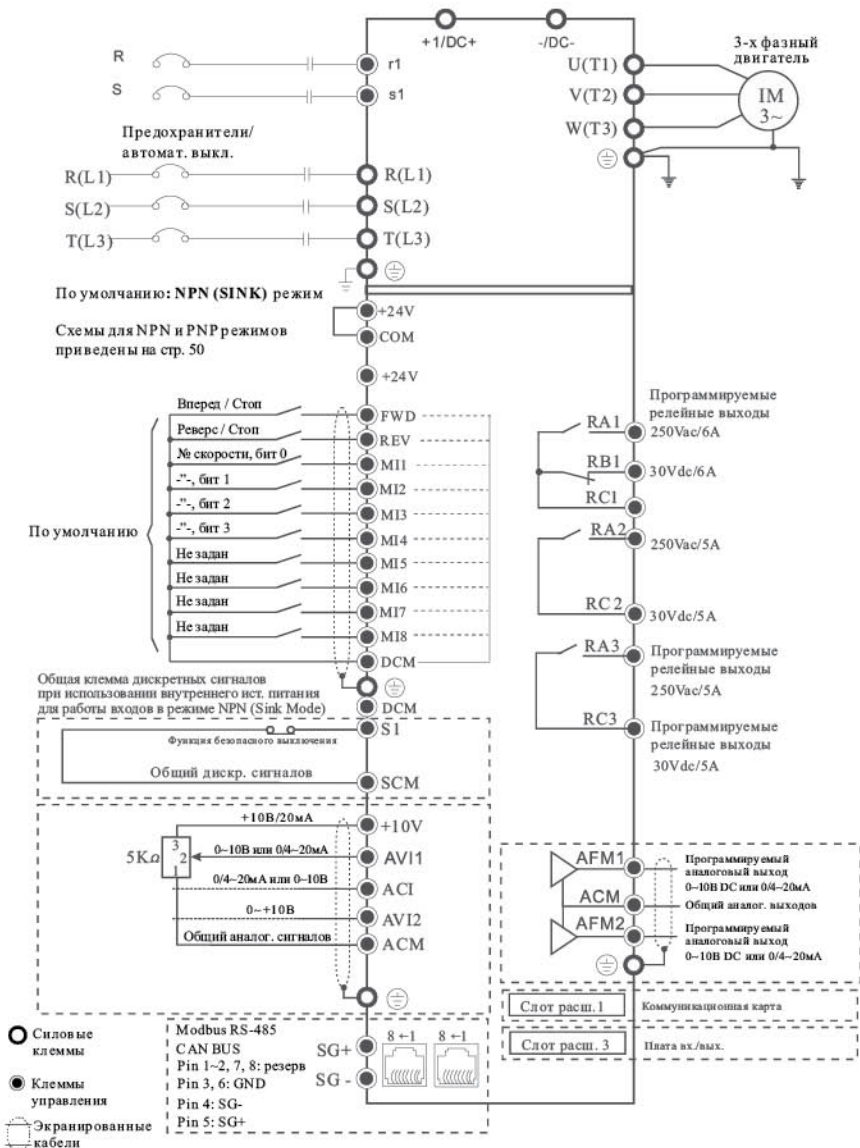 +1/DC+
-/DC-
R
r1
S
s1
U(T1)
V(T2)
W(T3)
3-х фазный
двигатель
IM
3~
Предохранители/
автомат. выкл.
R(L1)
R(L1)
S(L2)
S(L2)
T(L3)
T(L3)
По умолчанию: NPN (SINK) режим
+24V
Схемы для NPN и PNP режимов
приведены на стр. 50
COM
+24V
По умолчанию
Вперед / Стоп
FWD
Реверс / Стоп
REV
№ скорости, бит 0
MI1
-"-, бит 1
MI2
-"-, бит 2
MI3
-"-, бит 3
MI4
Не задан
MI5
Не задан
MI6
Не задан
MI7
Не задан
MI8
DCM
Общая клемма дискретных сигналов
при использовании внутреннего ист. питания
для работы входов в режиме NPN (Sink Mode)
DCM
S1
Функция безопасного выключения
Общий дискр. сигналов
SCM
+10В/20мА
+10V
5KΩ
3
2
1
0~10В или 0/4~20мА
AVI1
0/4~20мА или 0~10В
ACI
0~+10В
AVI2
Общий аналог. сигналов
ACM
Программируемые
релейные выходы
RA1
250Vac/6A
RB1
30Vdc/6A
RC1
RA2
250Vac/5A
RC2
30Vdc/5A
RA3
Программируемые
релейные выходы
250Vac/5A
RC3
Программируемые
релейные выходы
30Vdc/5A
AFM1
Программируемый
аналоговый выход
0~10В DC или 0/4~20мА
ACM
Общий аналог. выходов
AFM2
Программируемый
аналоговый выход
0~10В DC или 0/4~20мА
Слот расш. 1
Коммуникационная карта
Слот расш. 3
Плата вх./вых.
Силовые
клеммы
Клеммы
управления
Экранированные
кабели
Modbus RS-485
CAN BUS
Pin 1~2, 7, 8: резерв
Pin 3, 6: GND
Pin 4: SG-
Pin 5: SG+
SG+
SG -
8 ←1
8 ←1